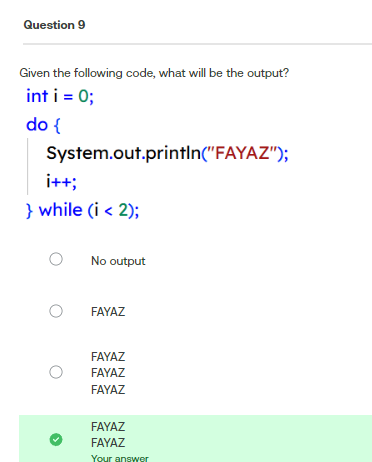 Question 9
Given the following code, what will be the output?
int i = 0;
do {
System.out.println("FAYAZ");
i++;
} while (i < 2);
No output
FAYAZ
FAYAZ
FAYAZ
FAYAZ
FAYAZ
FAYAZ
Your answer